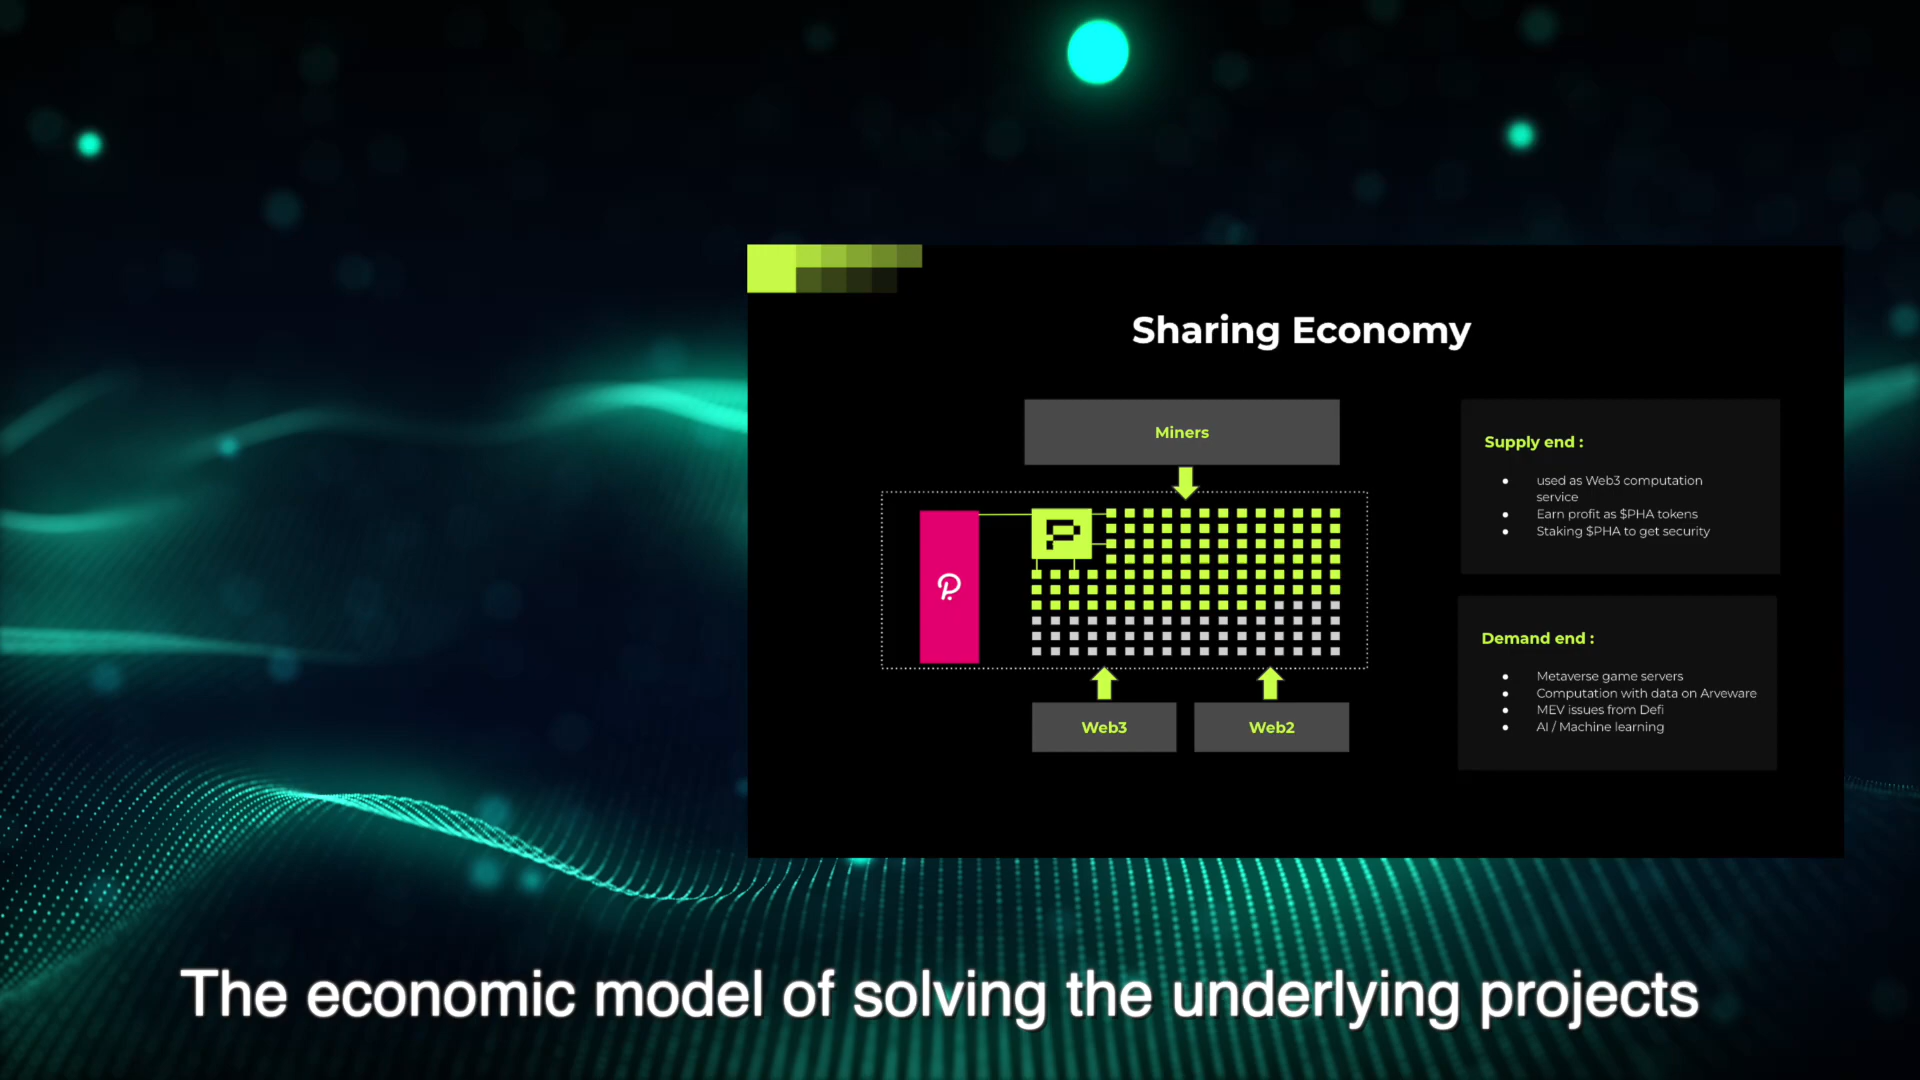 Sharing Economy
Miners
Web3
Web2
Supply end :
used as Web3 computation
service
Earn profit as $PHA tokens
Staking $PHA to get security
Demand end :
Metaverse game servers
Computation with data on Arveware
MEV issues from Defi
AI / Machine learning
The economic model of solving the underlying projects